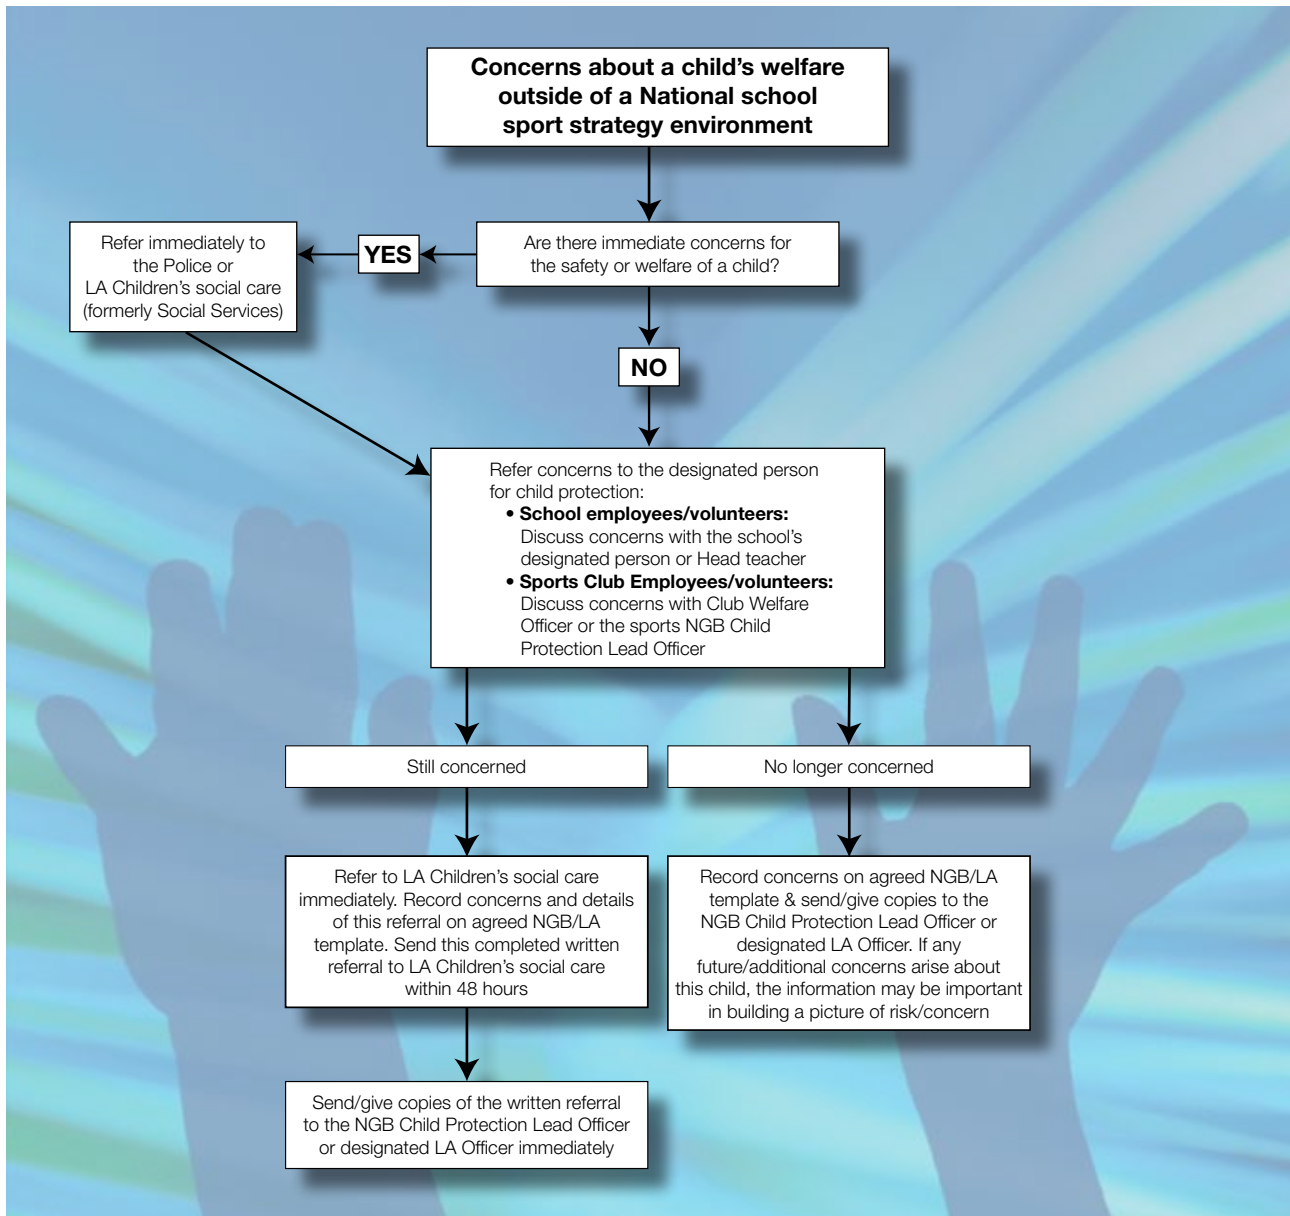 Concerns about a child’s welfare
outside of a National school
sport strategy environment
Are there immediate concerns for
the safety or welfare of a child?
YES
Refer immediately to
the Police or
LA Children’s social care
(formerly Social Services)
NO
Refer concerns to the designated person
for child protection:
• School employees/volunteers:
Discuss concerns with the school’s
designated person or Head teacher
• Sports Club Employees/volunteers:
Discuss concerns with Club Welfare
Officer or the sports NGB Child
Protection Lead Officer
Still concerned
Refer to LA Children’s social care
immediately. Record concerns and details
of this referral on agreed NGB/LA
template. Send this completed written
referral to LA Children’s social care
within 48 hours
Send/give copies of the written referral
to the NGB Child Protection Lead Officer
or designated LA Officer immediately
No longer concerned
Record concerns on agreed NGB/LA
template & send/give copies to the
NGB Child Protection Lead Officer or
designated LA Officer. If any
future/additional concerns arise about
this child, the information may be important
in building a picture of risk/concern